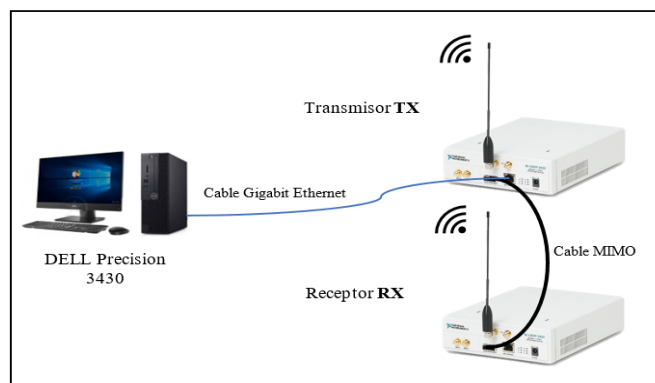 Transmisor TX
Cable Gigabit Ethernet
DELL Precision
3430
Cable MIMO
Receptor RX